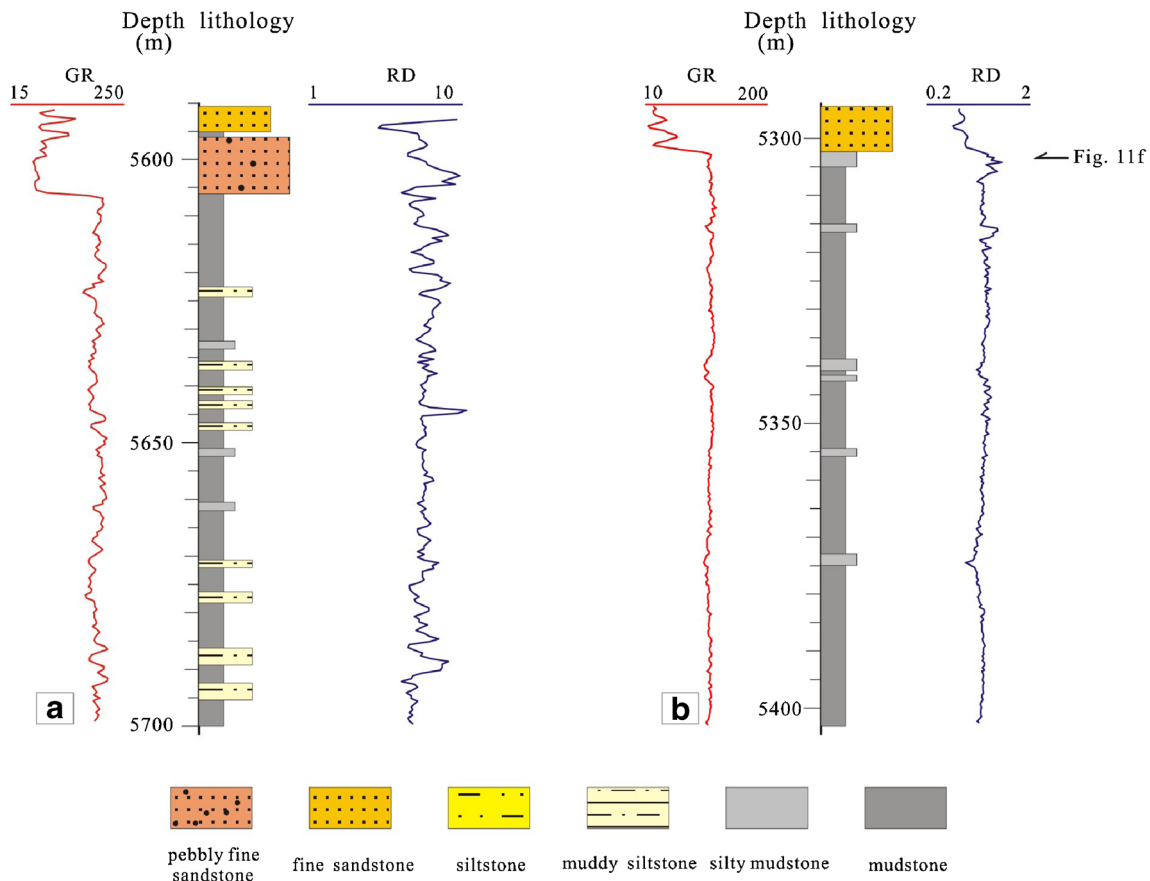 Depth lithology
(m)
GR
15 250
RD
1 10
5600
5650
5700
a
Depth lithology
(m)
GR
10 200
RD
0.2 2
5300
5350
5400
Fig. 11f
b
pebbly fine
sandstone
fine sandstone
siltstone
muddy siltstone
silty mudstone
mudstone